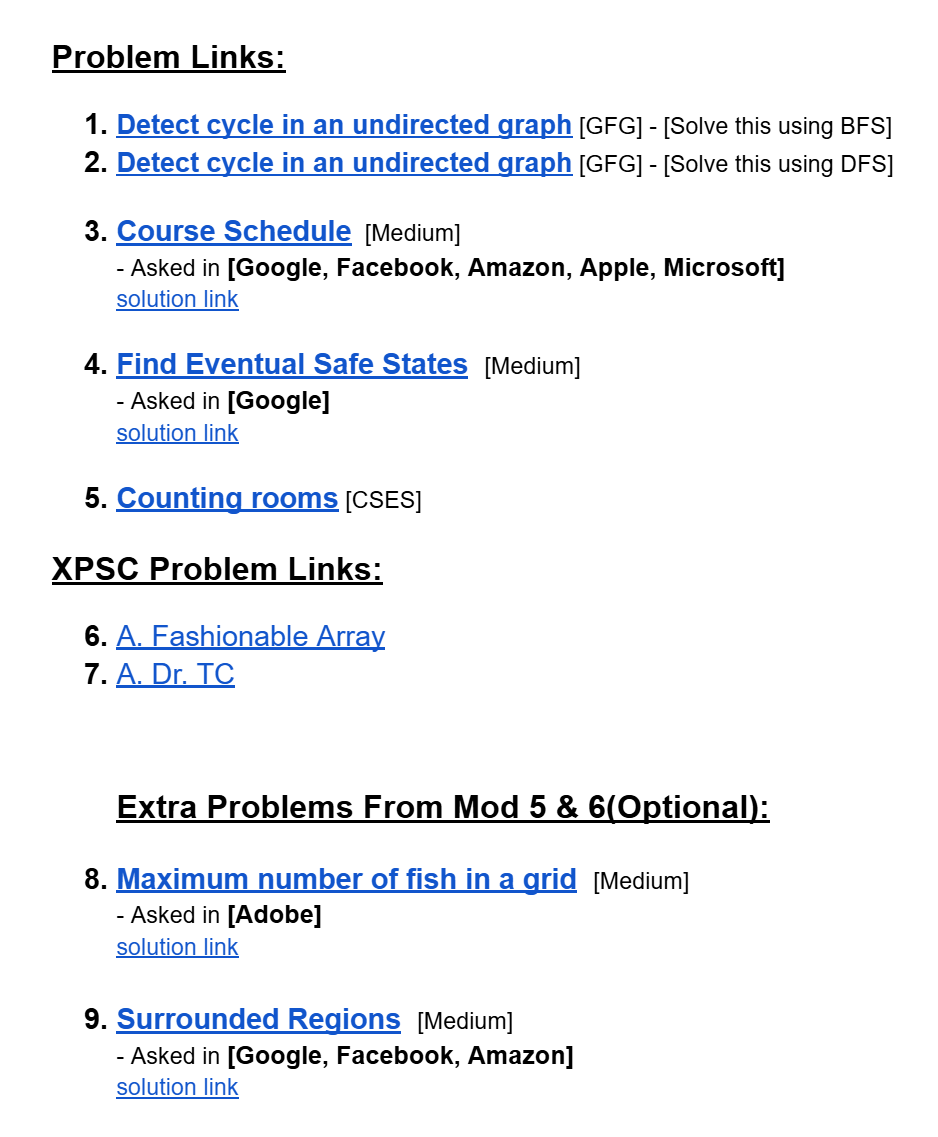 Problem Links:
1. Detect cycle in an undirected graph [GFG] - [Solve this using BFS]
2. Detect cycle in an undirected graph [GFG] - [Solve this using DFS]
3. Course Schedule [Medium]
- Asked in [Google, Facebook, Amazon, Apple, Microsoft]
solution link
4. Find Eventual Safe States [Medium]
- Asked in [Google]
solution link
5. Counting rooms [CSES]
XPSC Problem Links:
6. A. Fashionable Array
7. A. Dr. TC
Extra Problems From Mod 5 & 6(Optional):
8. Maximum number of fish in a grid [Medium]
- Asked in [Adobe]
solution link
9. Surrounded Regions [Medium]
- Asked in [Google, Facebook, Amazon]
solution link